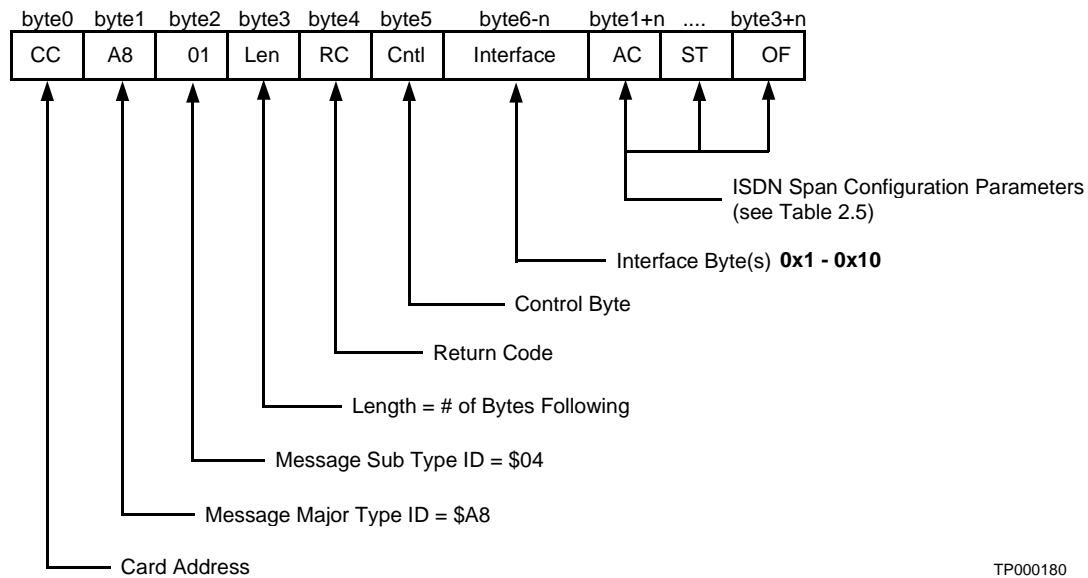 byte0 byte1 byte2 byte3 byte4 byte5 byte6-n byte1+n .... byte3+n
CC A8 01 Len RC Cntl Interface AC ST OF
ISDN Span Configuration Parameters
(see Table 2.5)
Interface Byte(s) 0x1 - 0x10
Control Byte
Return Code
Length = # of Bytes Following
Message Sub Type ID = $04
Message Major Type ID = $A8
Card Address
TP000180